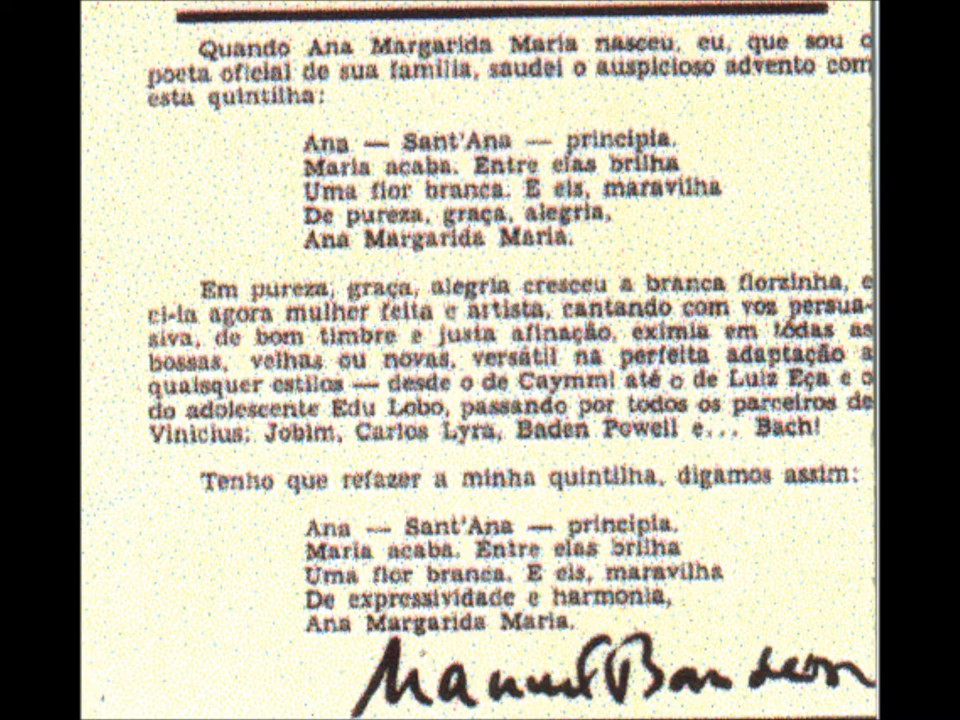 Quando Ana Margarida Maria nasceu, eu, que sou o
poeta oficial de sua família, saudei o auspicioso advento com
esta quintilha:
Ana — Sant'Ana — principia.
Maria acaba. Entre elas brilha
Uma flor branca. E eis, maravilha
De pureza, graça, alegria,
Ana Margarida Maria.
Em pureza, graça, alegria cresceu a branca florzinha, e
ei-la agora mulher feita e artista, cantando com voz persua-
siva, de bom timbre e justa afinação, exímia em tôdas as
bossas, velhas ou novas, versátil na perfeita adaptação a
quaisquer estilos — desde o de Caymmi até o de Luiz Eça e o
do adolescente Edu Lobo, passando por todos os parceiros de
Vinicius: Jobim, Carlos Lyra, Baden Powell e... Bach!
Tenho que refazer a minha quintilha, digamos assim:
Ana — Sant'Ana — principia.
Maria acaba. Entre elas brilha
Uma flor branca. E eis, maravilha
De expressividade e harmonia,
Ana Margarida Maria.
Manuel Bandeira